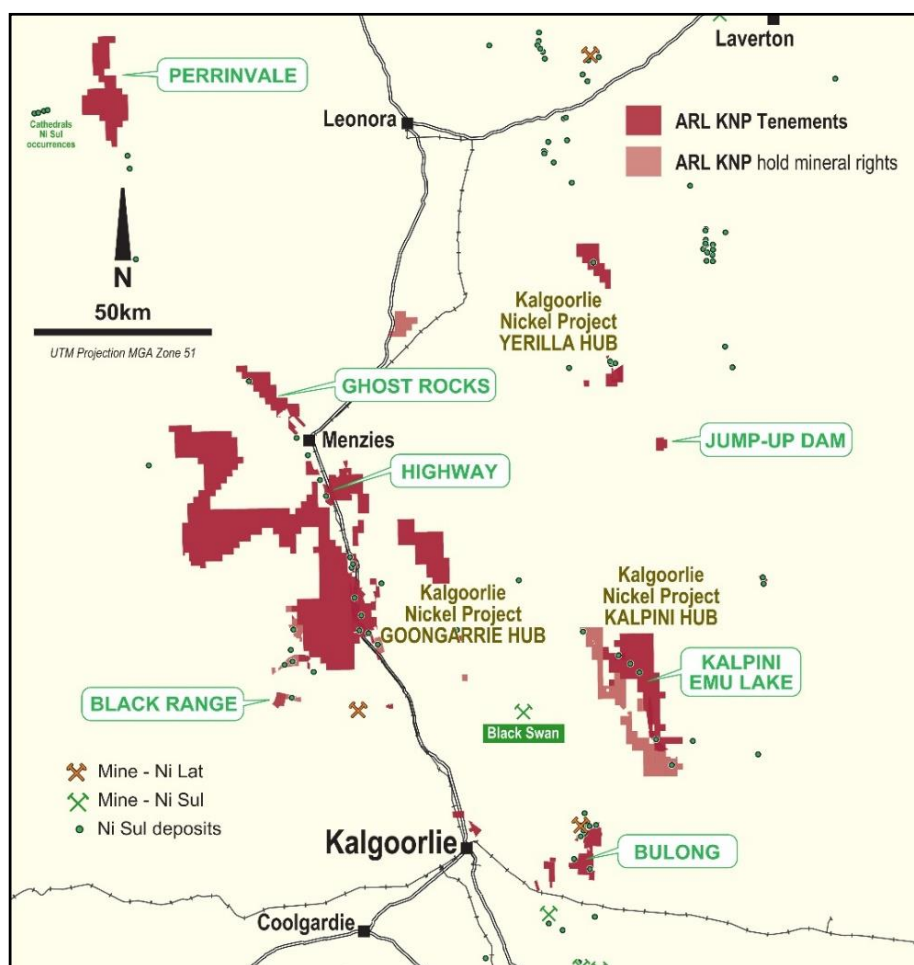 Laverton
PERRINVALE
Cathedrals
Ni Sul
occurrences
Leonora
ARL KNP Tenements
ARL KNP hold mineral rights
N
50km
UTM Projection MGA Zone 51
Kalgoorlie
Nickel Project
YERILLA HUB
GHOST ROCKS
Menzies
JUMP-UP DAM
HIGHWAY
Kalgoorlie
Nickel Project
GOONGARRIE HUB
Kalgoorlie
Nickel Project
KALPINI HUB
KALPINI
EMU LAKE
BLACK RANGE
Black Swan
Mine - Ni Lat
Mine - Ni Sul
Ni Sul deposits
Kalgoorlie
BULONG
Coolgardie